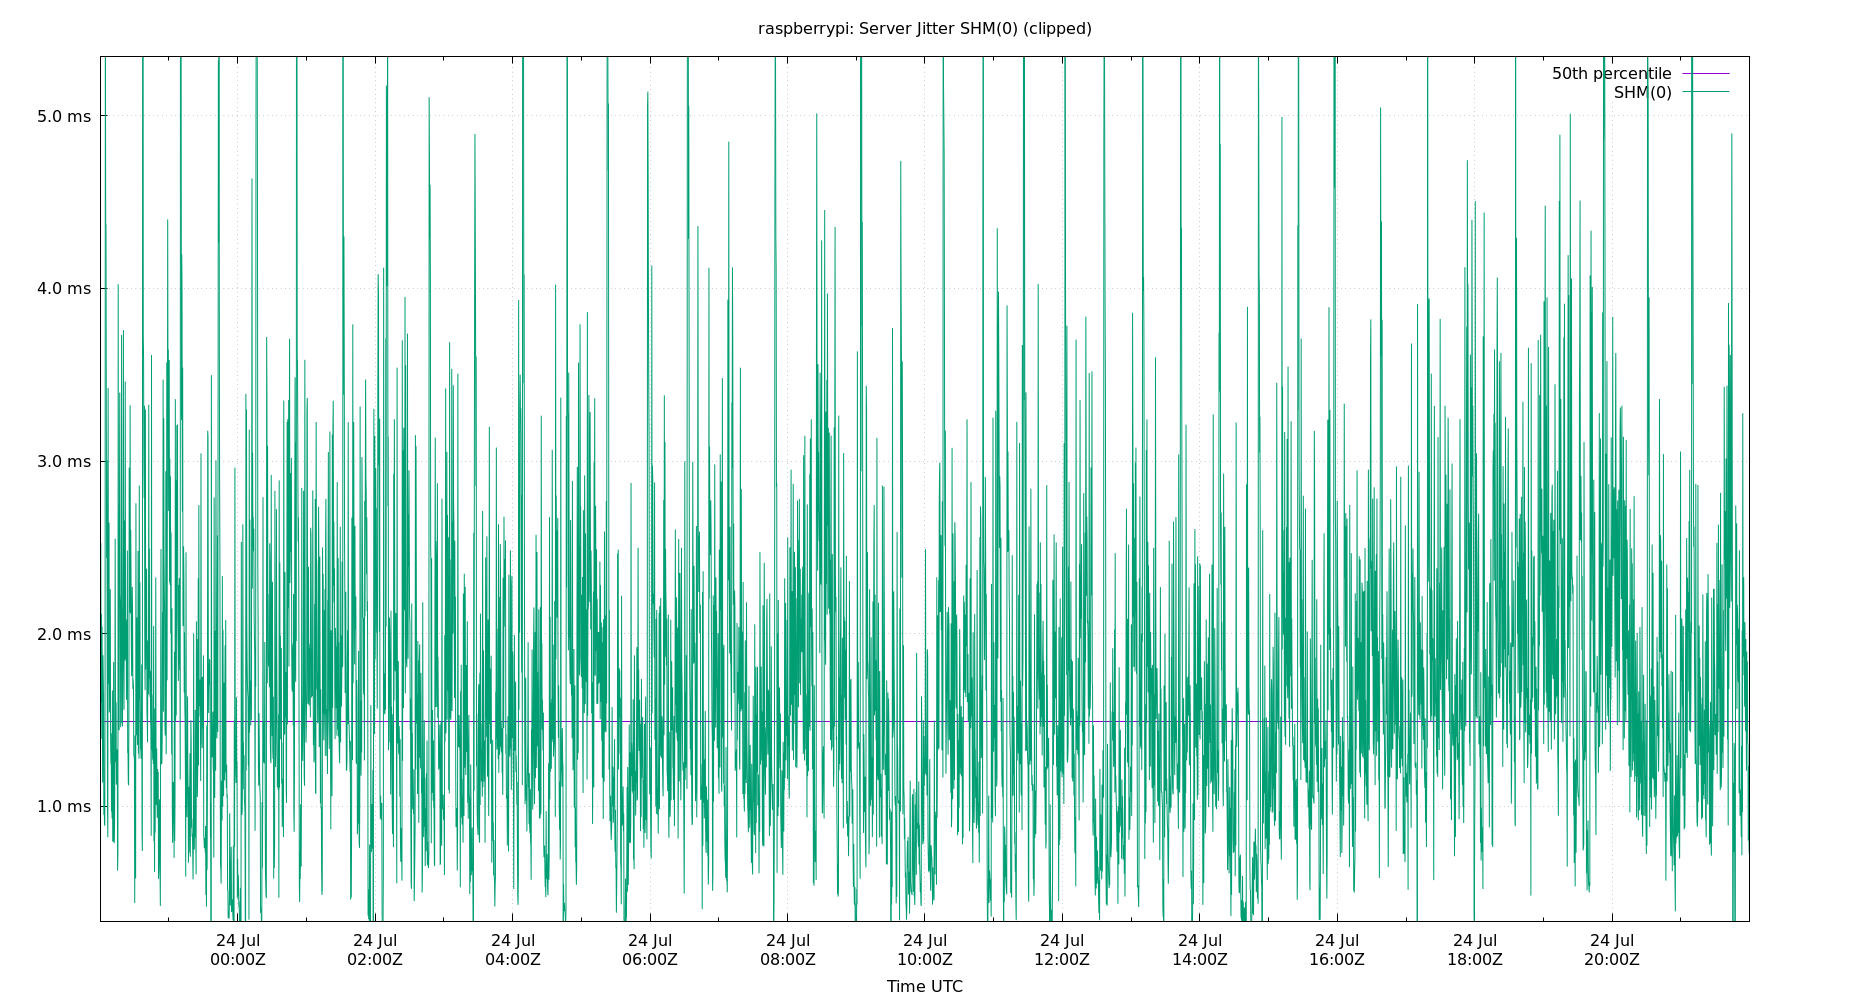 raspberrypi: Server Jitter SHM(0) (clipped)
50th percentile
SHM(0)
5.0 ms
4.0 ms
3.0 ms
2.0 ms
1.0 ms
24 Jul 24 Jul 24 Jul 24 Jul 24 Jul 24 Jul 24 Jul 24 Jul 24 Jul 24 Jul 24 Jul
00:00Z 02:00Z 04:00Z 06:00Z 08:00Z 10:00Z 12:00Z 14:00Z 16:00Z 18:00Z 20:00Z
Time UTC